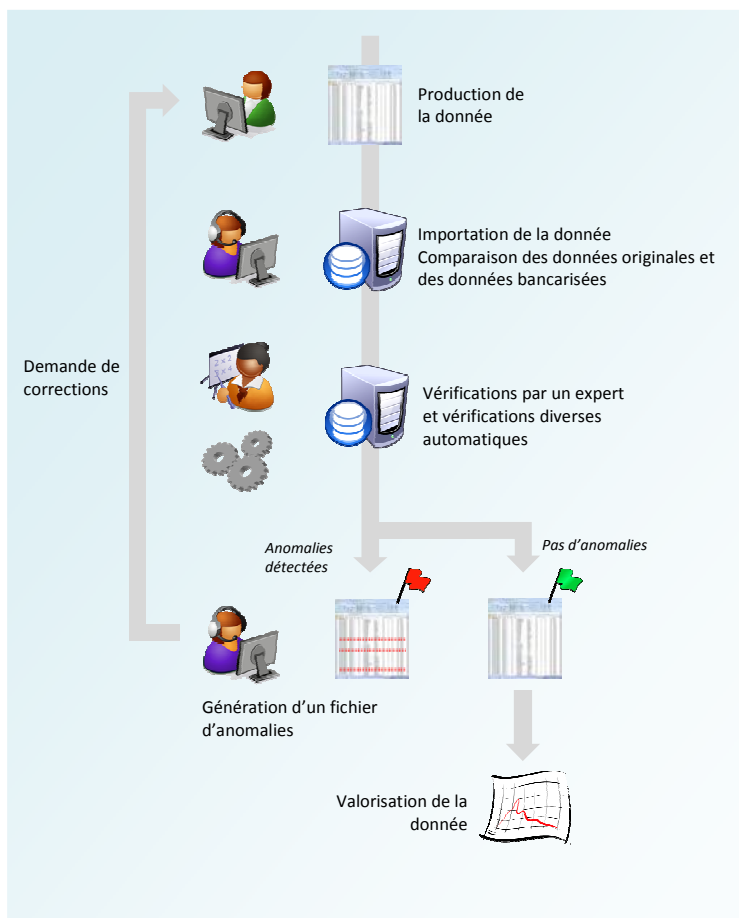 Production de
la donnée
Importation de la donnée
Comparaison des données originales et
des données bancarisées
Demande de
corrections
Vérifications par un expert
et vérifications diverses
automatiques
Anomalies
détectées
Pas d’anomalies
Génération d’un fichier
d’anomalies
Valorisation de la
donnée